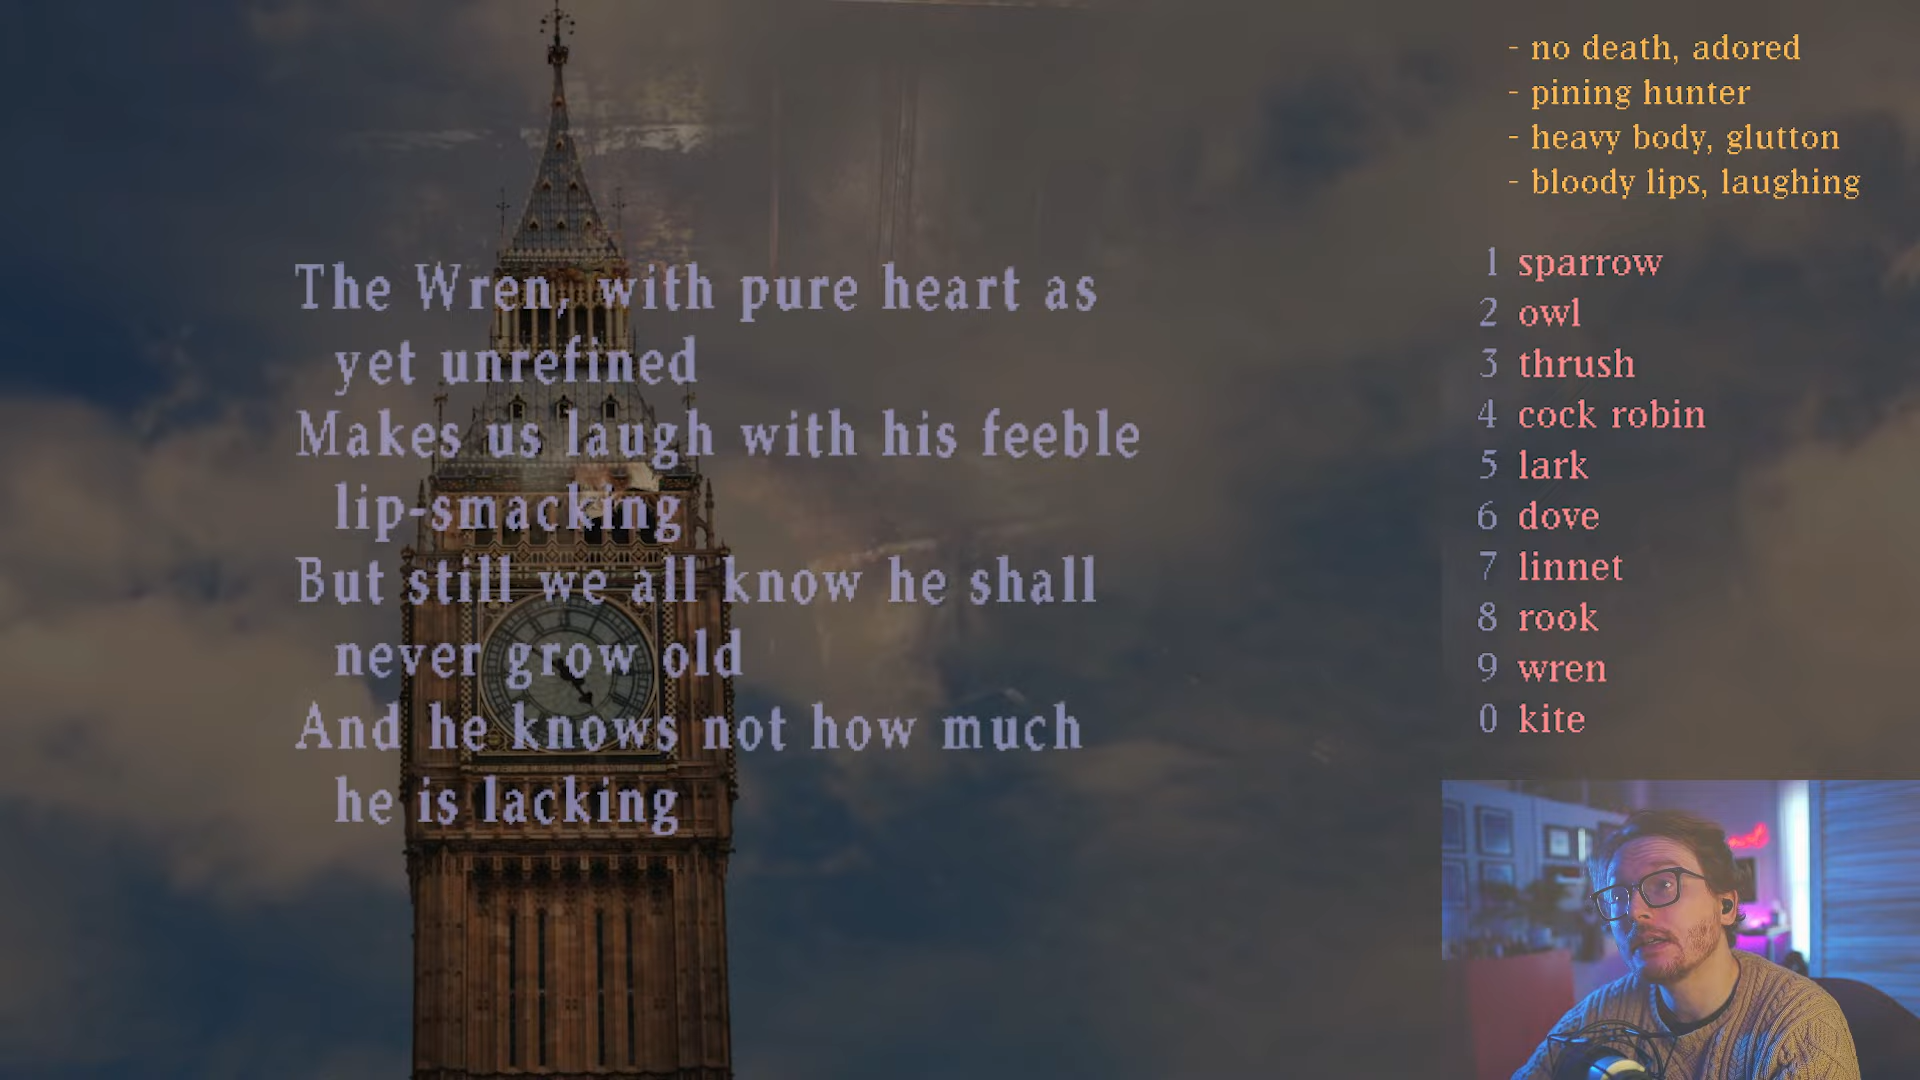 The Wren, with pure heart as
yet unrefined
Makes us laugh with his feeble
lip-smacking
But still we all know he shall
never grow old
And he knows not how much
he is lacking
- no death, adored
- pining hunter
- heavy body, glutton
- bloody lips, laughing
1 sparrow
2 owl
3 thrush
4 cock robin
5 lark
6 dove
7 linnet
8 rook
9 wren
0 kite